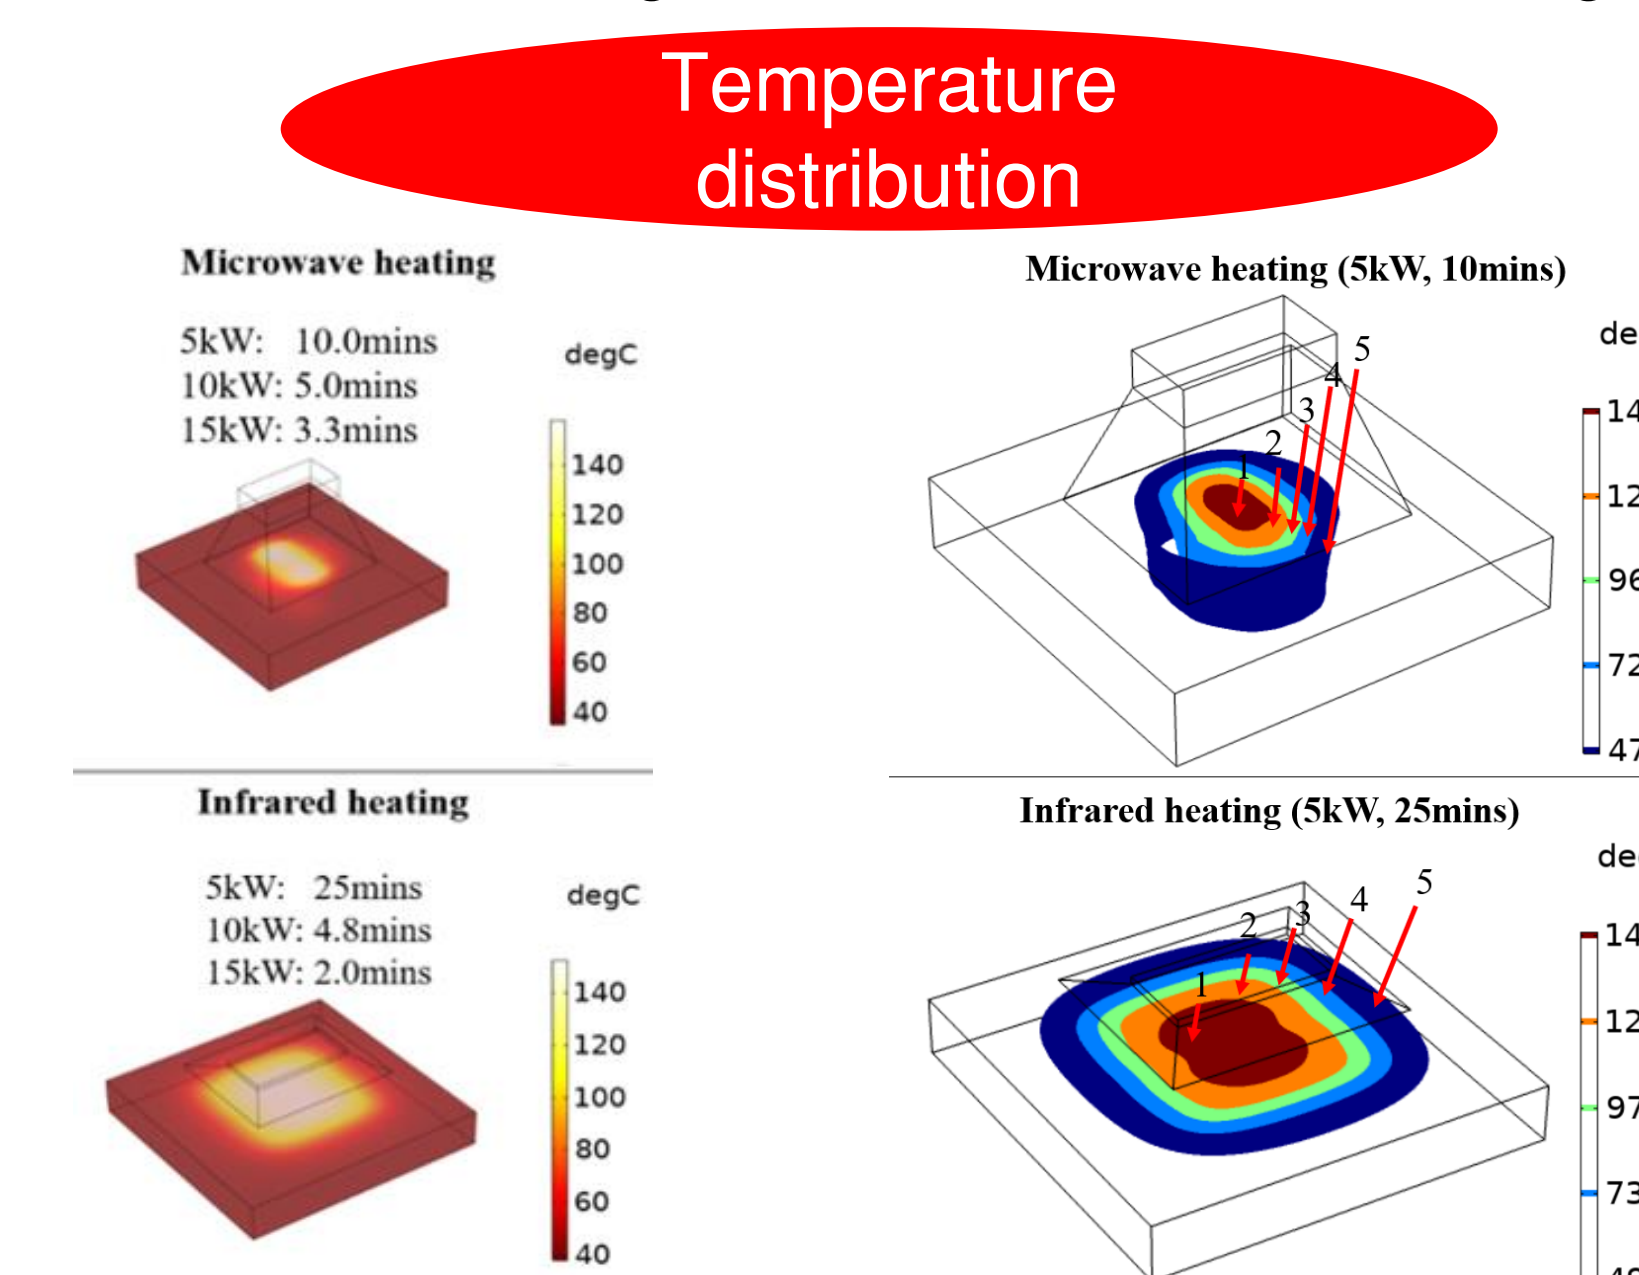 Temperature
distribution
Microwave heating
5kW: 10.0mins
10kW: 5.0mins
15kW: 3.3mins
degC
140
120
100
80
60
40
Microwave heating (5kW, 10mins)
5
4
3
2
1
Infrared heating
5kW: 25mins
10kW: 4.8mins
15kW: 2.0mins
degC
140
120
100
80
60
40
Infrared heating (5kW, 25mins)
5
4
3
2
1